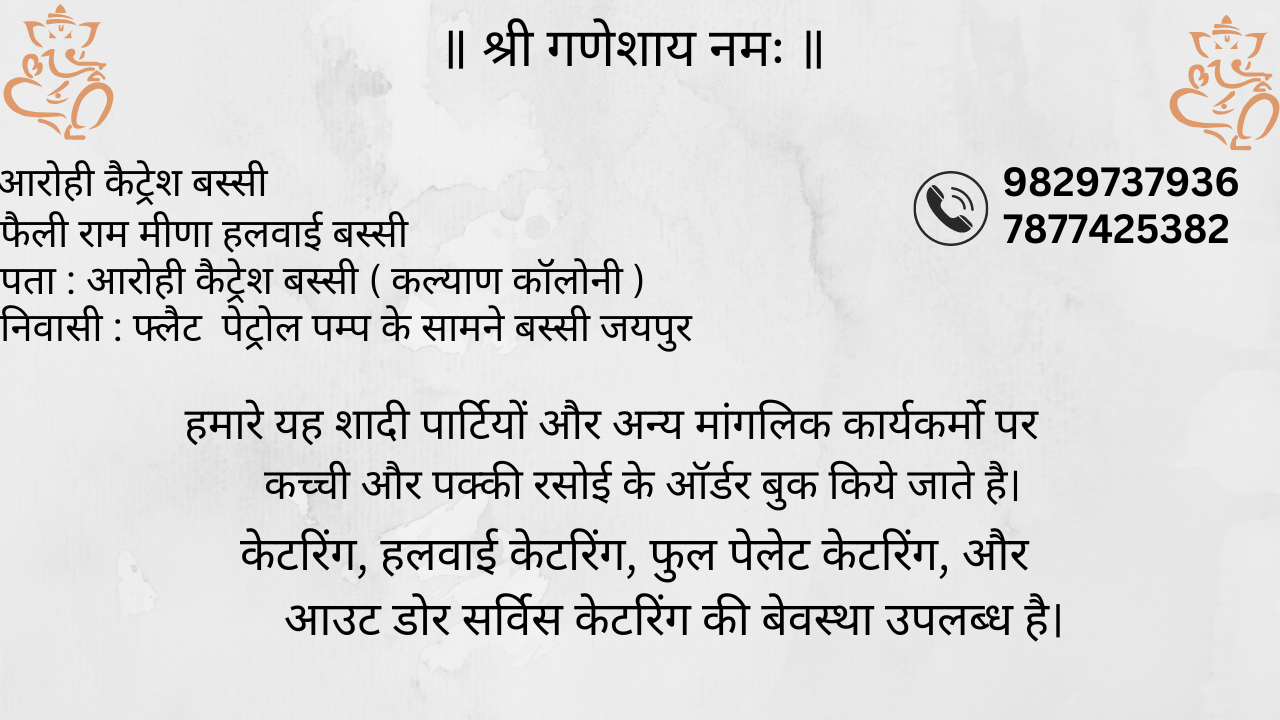 ॥ श्री गणेशाय नमः ॥
आरोही कैट्रेश बस्सी
9829737936
फैली राम मीणा हलवाई बस्सी
7877425382
पता : आरोही कैट्रेश बस्सी ( कल्याण कॉलोनी )
निवासी : फ्लैट पेट्रोल पम्प के सामने बस्सी जयपुर
हमारे यह शादी पार्टियों और अन्य मांगलिक कार्यकर्मो पर
कच्ची और पक्की रसोई के ऑर्डर बुक किये जाते है।
केटरिंग, हलवाई केटरिंग, फुल पेलेट केटरिंग, और
आउट डोर सर्विस केटरिंग की बेवस्था उपलब्ध है।